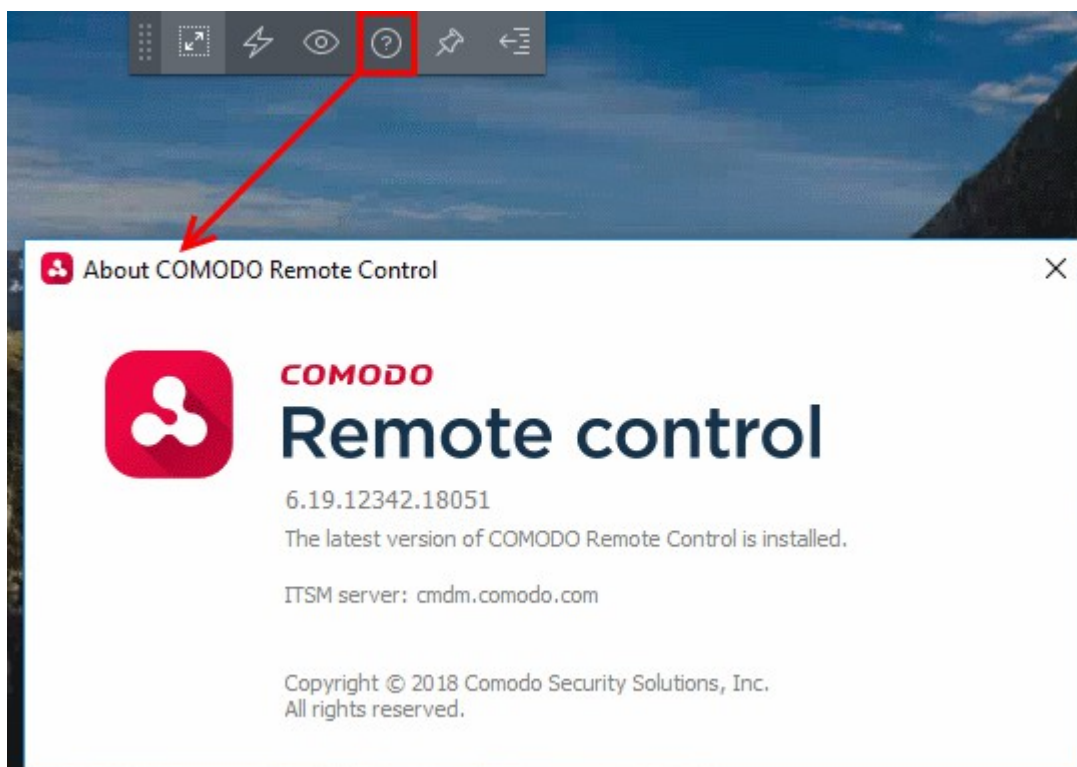 ?
About COMODO Remote Control
COMODO
Remote control
6.19.12342.18051
The latest version of COMODO Remote Control is installed.
ITSM server: cmdm.comodo.com
Copyright © 2018 Comodo Security Solutions, Inc.
All rights reserved.